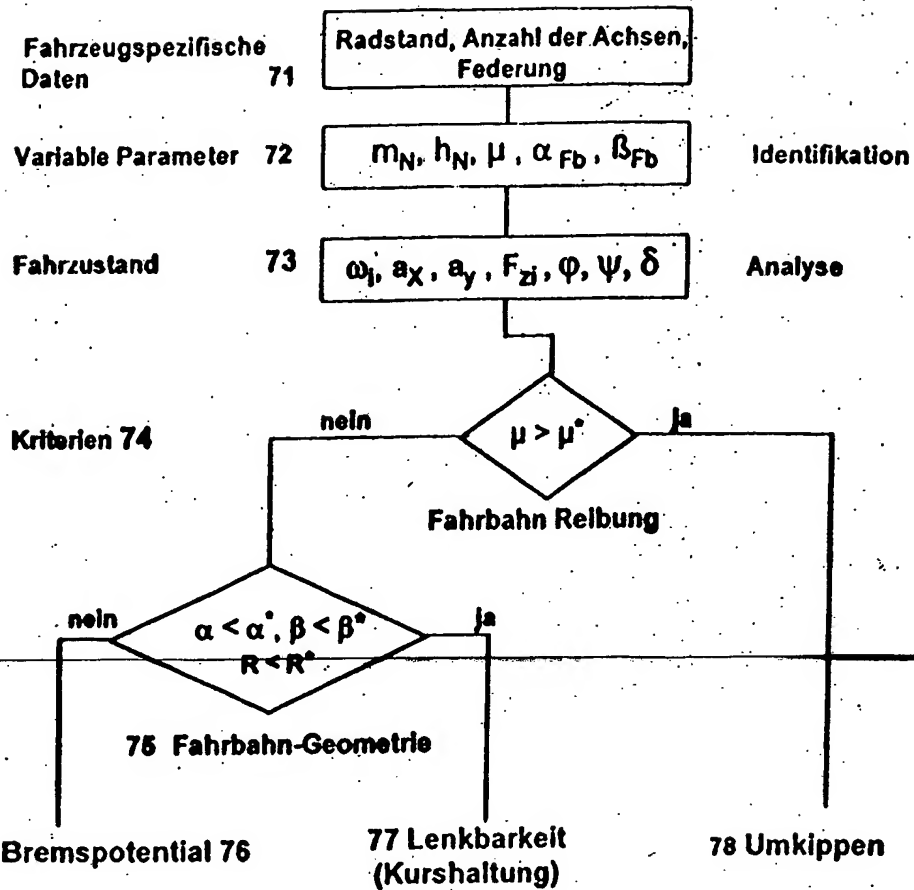 Fahrzeugspezifische
Daten 71
Radstand, Anzahl der Achsen,
Federung
Variable Parameter 72
m_N, h_N, μ, α_Fb, ß_Fb
Identifikation
Fahrzustand 73
ω_i, a_X, a_y, F_zi, φ, ψ, δ
Analyse
Kriterien 74
nein
μ > μ*
ja
Fahrbahn Reibung
nein
α < α*, β < β*
R < R*
ja
75 Fahrbahn-Geometrie
Bremspotential 76
77 Lenkbarkeit
(Kurshaltung)
78 Umkippen